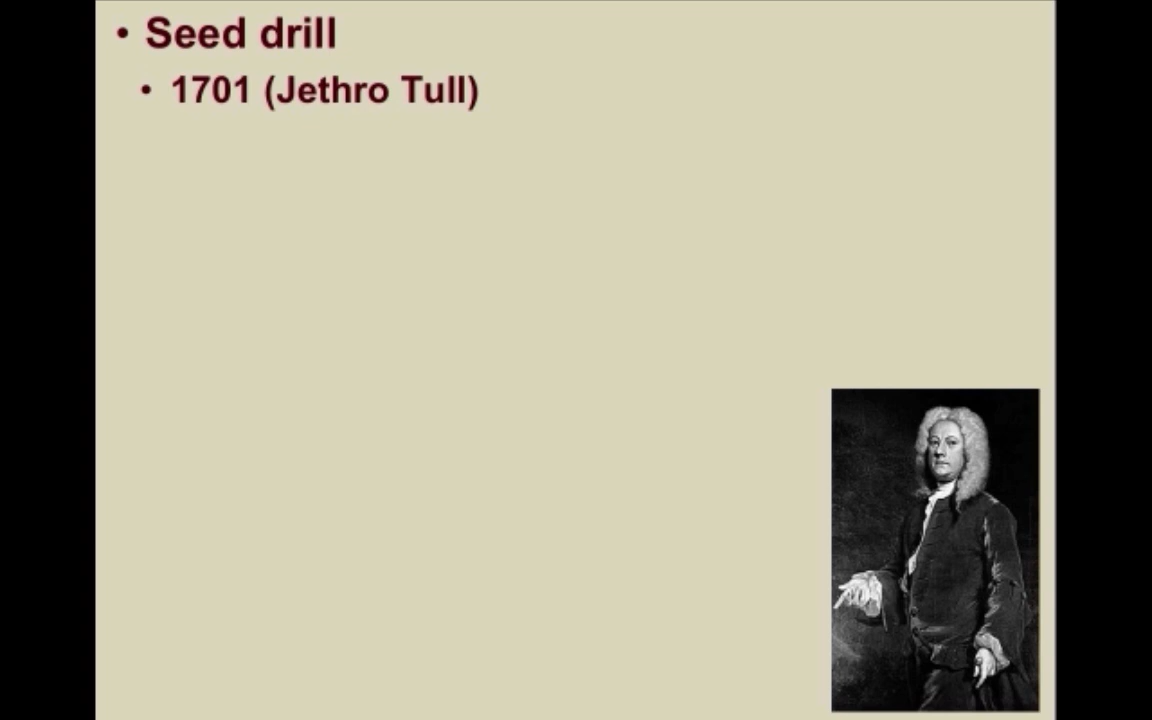 • Seed drill
• 1701 (Jethro Tull)